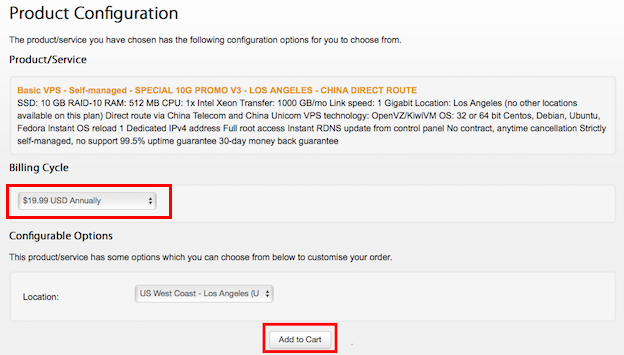 Product Configuration
The product/service you have chosen has the following configuration options for you to choose from.
Product/Service
Basic VPS - Self-managed - SPECIAL 10G PROMO V3 - LOS ANGELES - CHINA DIRECT ROUTE
SSD: 10 GB RAID-10 RAM: 512 MB CPU: 1x Intel Xeon Transfer: 1000 GB/mo Link speed: 1 Gigabit Location: Los Angeles (no other locations
available on this plan) Direct route via China Telecom and China Unicom VPS technology: OpenVZ/KiwiVM OS: 32 or 64 bit Centos, Debian, Ubuntu,
Fedora Instant OS reload 1 Dedicated IPv4 address Full root access Instant RDNS update from control panel No contract, anytime cancellation Strictly
self-managed, no support 99.5% uptime guarantee 30-day money back guarantee
Billing Cycle
$19.99 USD Annually
Configurable Options
This product/service has some options which you can choose from below to customise your order.
Location: US West Coast - Los Angeles (U
Add to Cart